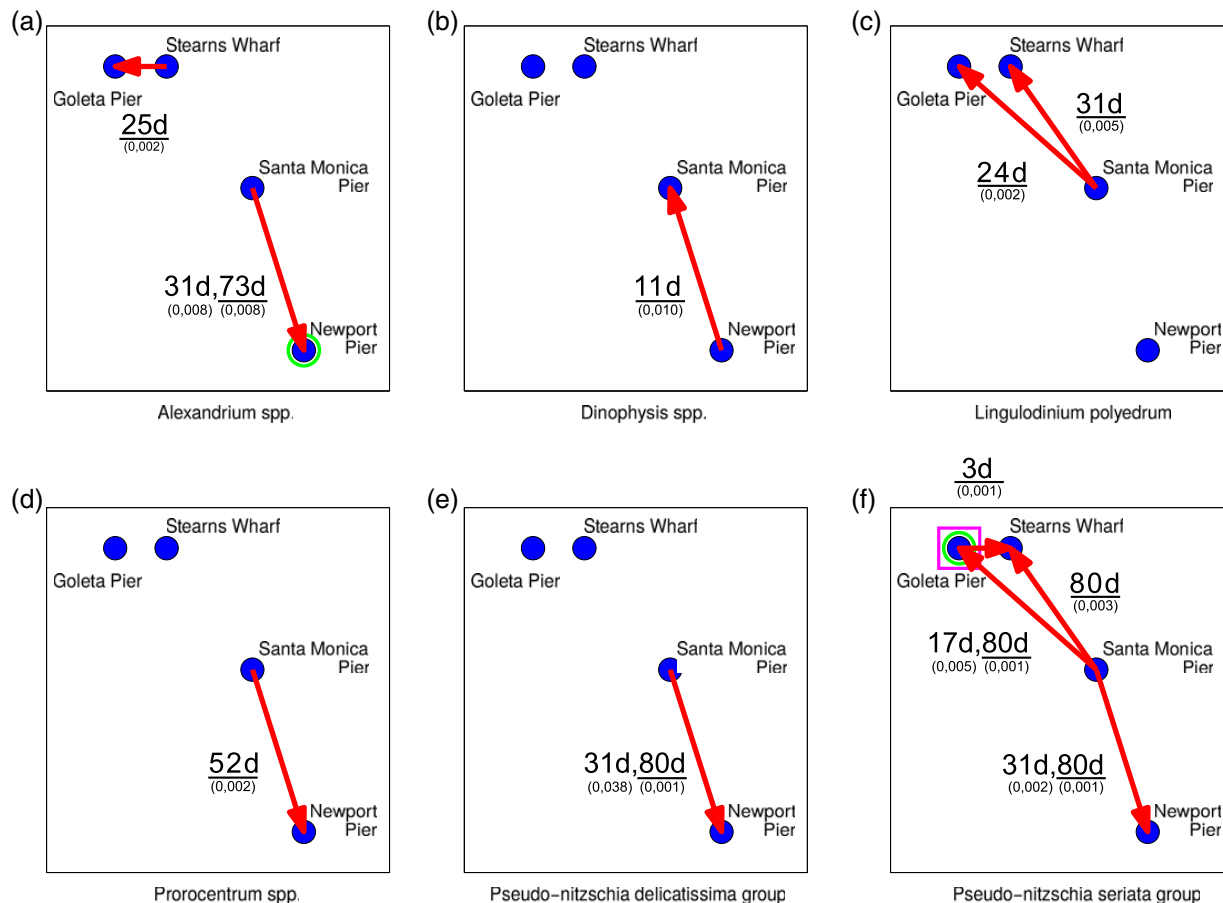 (a)
Stearns Wharf
Goleta Pier
25d
(0,002)
Santa Monica
Pier
31d,73d
(0,008) (0,008)
Newport
Pier
Alexandrium spp.
(b)
Stearns Wharf
Goleta Pier
Santa Monica
Pier
11d
(0,010)
Newport
Pier
Dinophysis spp.
(c)
Stearns Wharf
Goleta Pier
31d
(0,005)
Santa Monica
Pier
24d
(0,002)
Newport
Pier
Lingulodinium polyedrum
(d)
Stearns Wharf
Goleta Pier
Santa Monica
Pier
52d
(0,002)
Newport
Pier
Prorocentrum spp.
(e)
Stearns Wharf
Goleta Pier
Santa Monica
Pier
31d,80d
(0,038) (0,001)
Newport
Pier
Pseudo-nitzschia delicatissima group
3d
(0,001)
(f)
Stearns Wharf
Goleta Pier
80d
(0,003)
17d,80d
(0,005) (0,001)
Santa Monica
Pier
31d,80d
(0,002) (0,001)
Newport
Pier
Pseudo-nitzschia seriata group